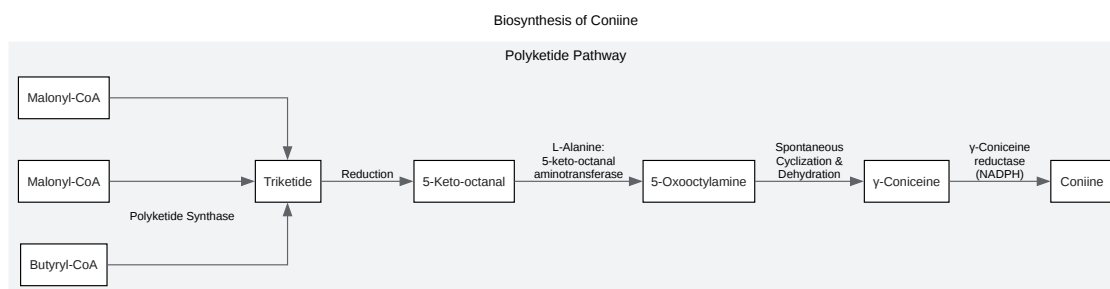 Biosynthesis of Coniine
Polyketide Pathway
Malonyl-CoA
Malonyl-CoA
Polyketide Synthase
Butyryl-CoA
Triketide
Reduction
5-Keto-octanal
L-Alanine:
5-keto-octanal
aminotransferase
5-Oxooctylamine
Spontaneous
Cyclization &
Dehydration
γ-Coniceine
γ-Coniceine
reductase
(NADPH)
Coniine